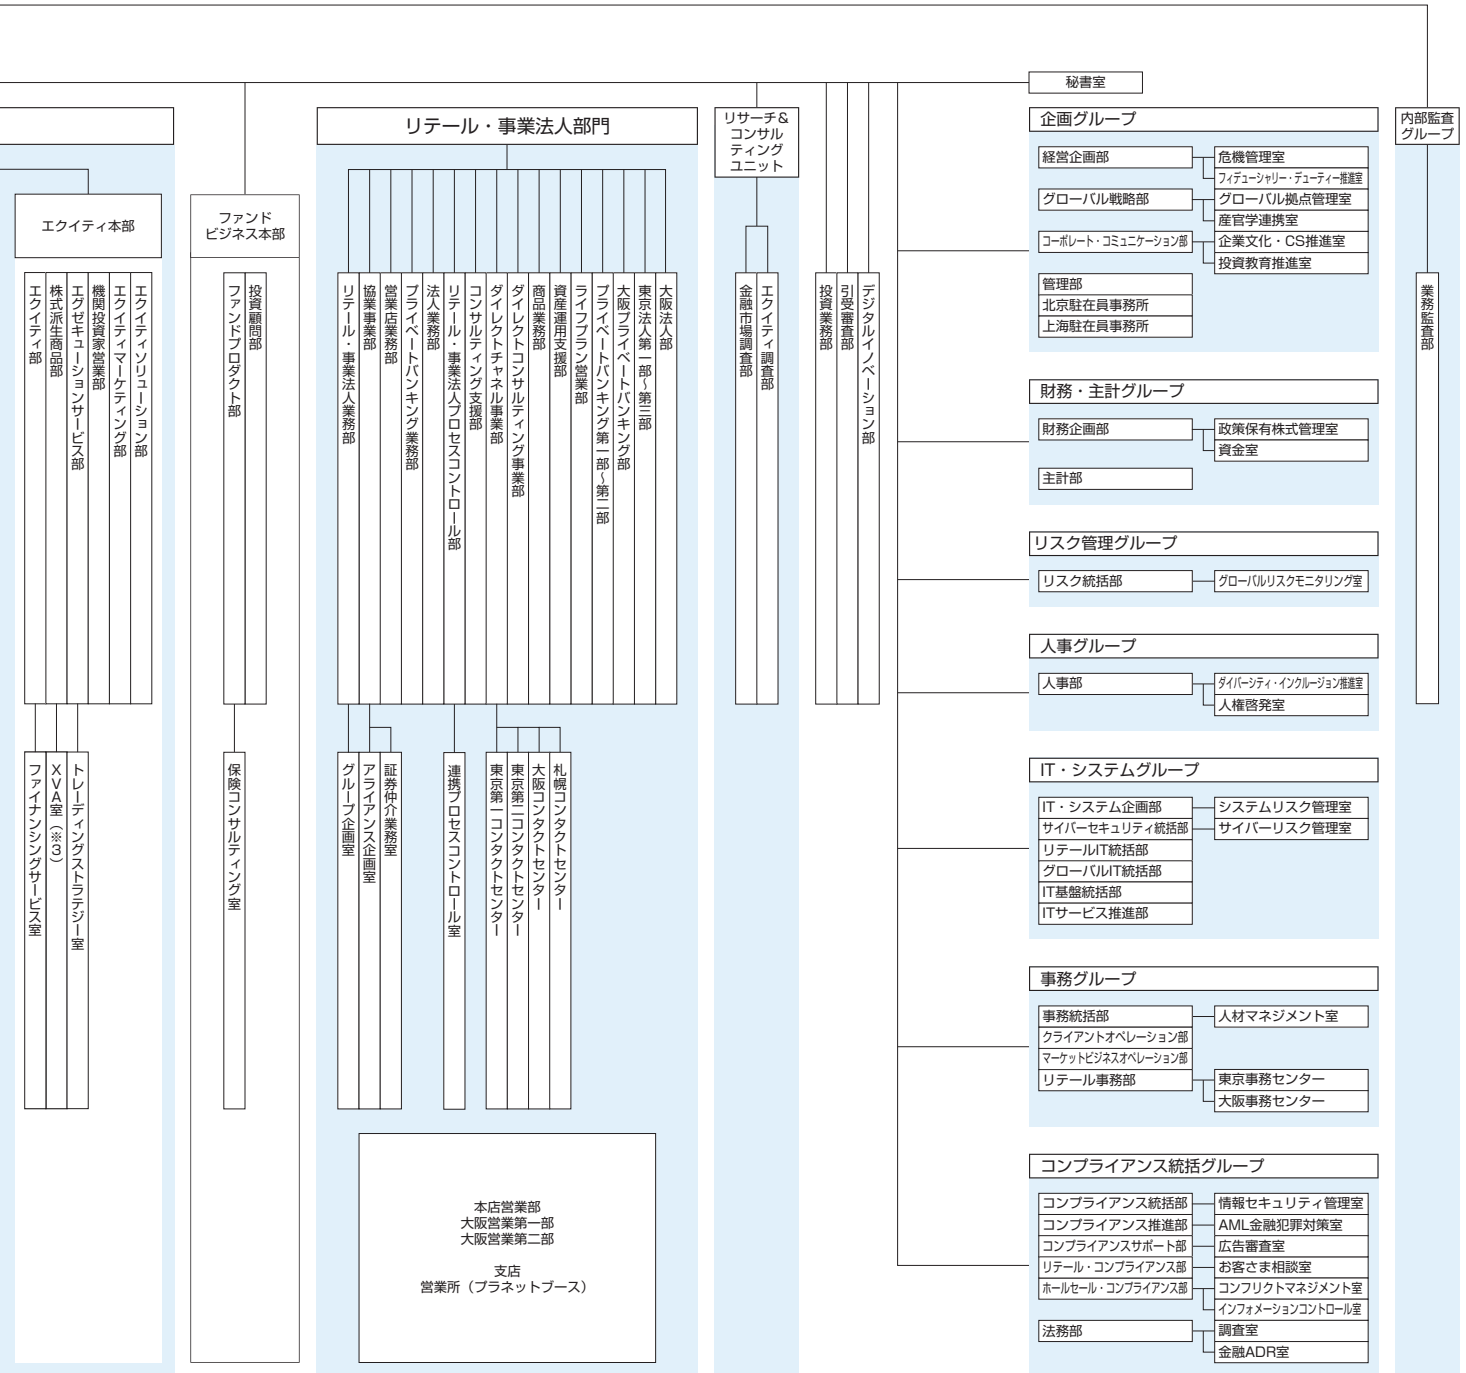 秘書室
リテール・事業法人部門
リサーチ&
コンサル
ティング
ユニット
企画グループ
内部監査
グループ
エクイティ本部
ファンド
ビジネス本部
エクイティ部
株式派生商品部
エグゼキューションサービス部
機関投資家営業部
エクイティマーケティング部
エクイティソリューション部
ファンドプロダクト部
投資顧問部
リテール・事業法人業務部
協業事業部
営業店業務部
プライベートバンキング業務部
法人業務部
リテール・事業法人プロセスコントロール部
コンサルティング支援部
ダイレクトチャネル事業部
ダイレクトコンサルティング事業部
商品業務部
資産運用支援部
ライフプラン営業部
プライベートバンキング第一部〜第二部
大阪プライベートバンキング部
東京法人第一部〜第三部
大阪法人部
金融市場調査部
エクイティ調査部
投資業務部
引受審査部
デジタルイノベーション部
業務監査部
ファイナンシングサービス室
XVA室(※3)
トレーディングストラテジー室
保険コンサルティング室
グループ企画室
アライアンス企画室
証券仲介業務室
連携プロセスコントロール室
東京第一コンタクトセンター
東京第二コンタクトセンター
大阪コンタクトセンター
札幌コンタクトセンター
本店営業部
大阪営業第一部
大阪営業第二部
支店
営業所(プラネットブース)
経営企画部
危機管理室
フィデューシャリー・デューティー推進室
グローバル戦略部
グローバル拠点管理室
産官学連携室
コーポレート・コミュニケーション部
企業文化・CS推進室
投資教育推進室
管理部
北京駐在員事務所
上海駐在員事務所
財務・主計グループ
財務企画部
政策保有株式管理室
資金室
主計部
リスク管理グループ
リスク統括部
グローバルリスクモニタリング室
人事グループ
人事部
ダイバーシティ・インクルージョン推進室
人権啓発室
IT・システムグループ
IT・システム企画部
システムリスク管理室
サイバーセキュリティ統括部
サイバーリスク管理室
リテールIT統括部
グローバルIT統括部
IT基盤統括部
ITサービス推進部
事務グループ
事務統括部
人材マネジメント室
クライアントオペレーション部
マーケットビジネスオペレーション部
リテール事務部
東京事務センター
大阪事務センター
コンプライアンス統括グループ
コンプライアンス統括部
情報セキュリティ管理室
コンプライアンス推進部
AML金融犯罪対策室
コンプライアンスサポート部
広告審査室
リテール・コンプライアンス部
お客さま相談室
ホールセール・コンプライアンス部
コンフリクトマネジメント室
インフォメーションコントロール室
法務部
調査室
金融ADR室